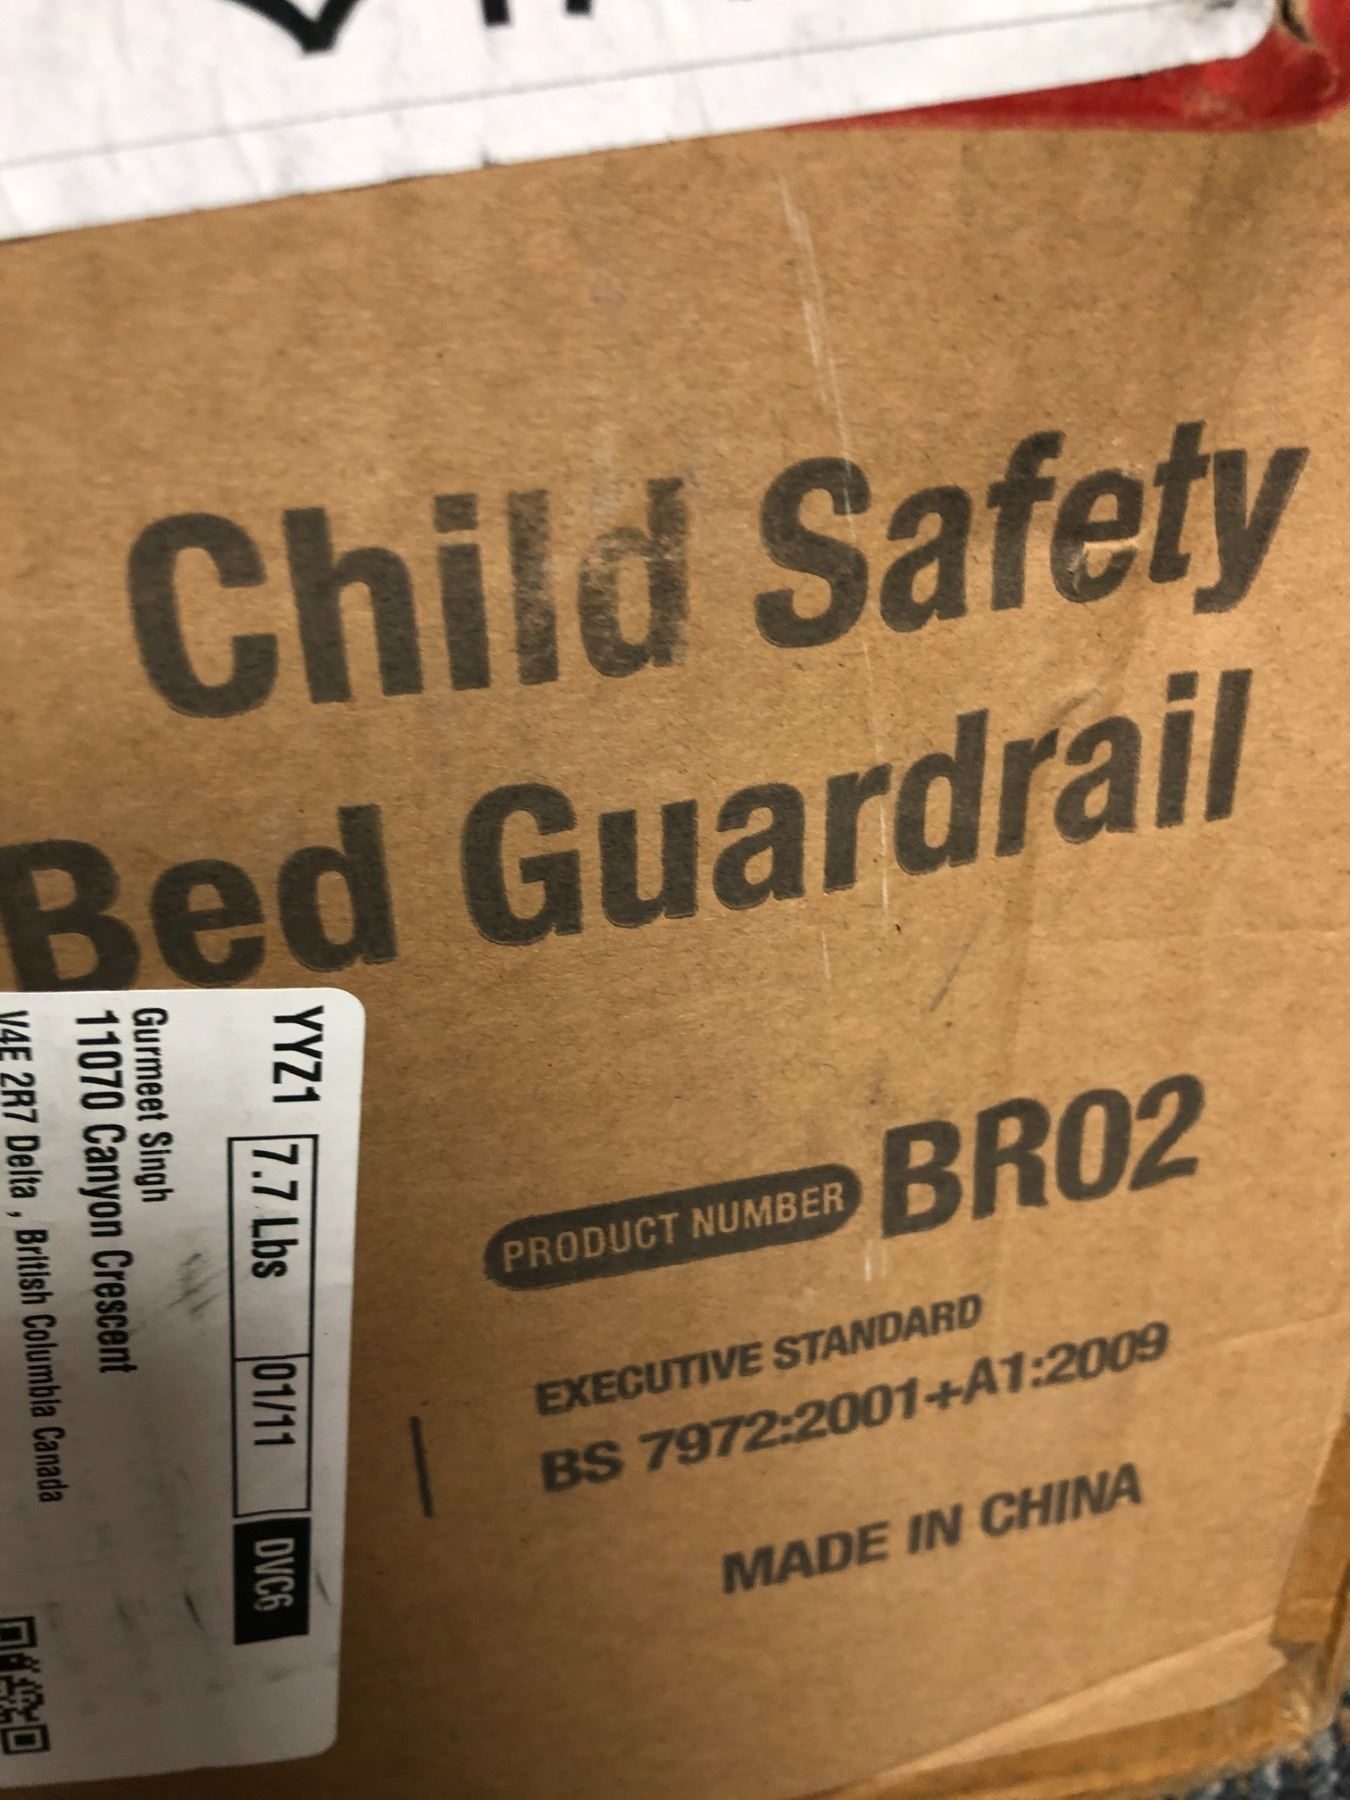 Child Safety
Bed Guardrail
PRODUCT NUMBER BR02
EXECUTIVE STANDARD
BS 7972:2001+A1:2009
MADE IN CHINA
YYZ1 7.7 Lbs 01/11 DVC6
Gurmeet Singh
11070 Canyon Crescent
V4E 2R7 Delta , British Columbia Canada